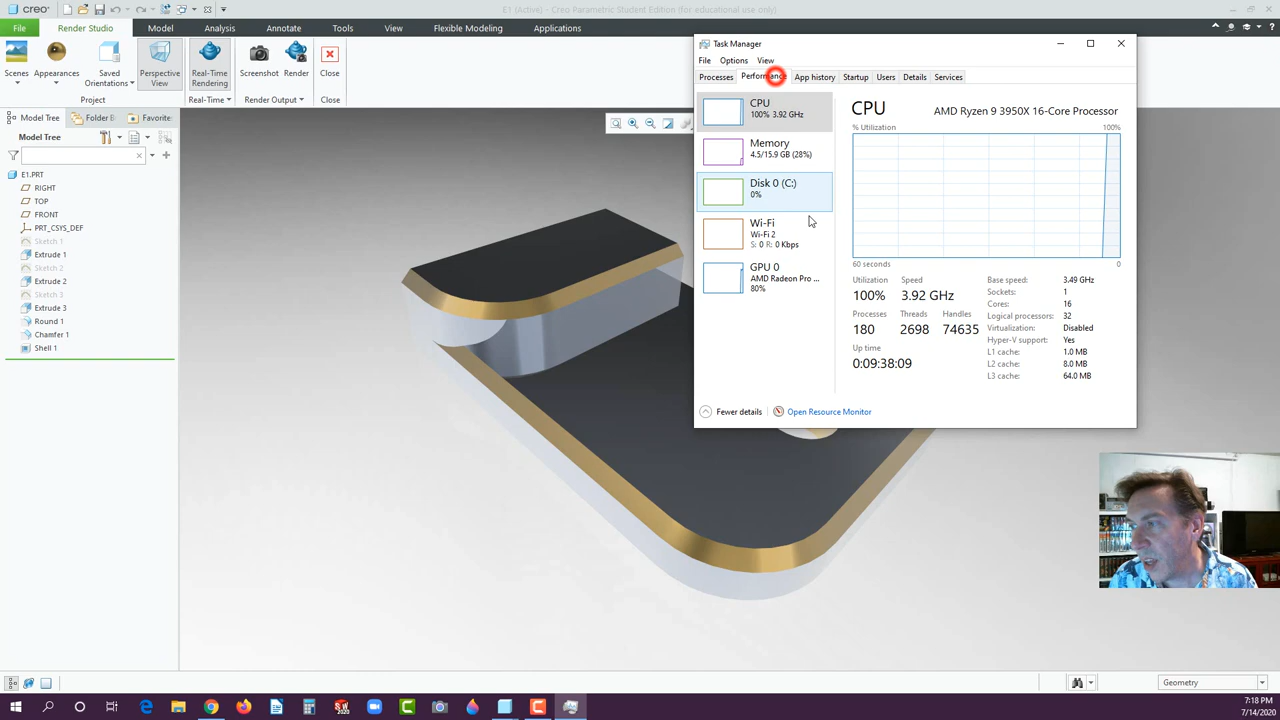 creo
E1 (Active) - Creo Parametric Student Edition (for educational use only)
File Render Studio Model Analysis Annotate Tools View Flexible Modeling Applications
Scenes Appearances Saved Orientations Perspective View Real-Time Rendering Screenshot Render Close
Project Real-Time Render Output Close
Model Tree Folder B Favorite
Model Tree
E1.PRT
RIGHT
TOP
FRONT
PRT_CSYS_DEF
Sketch 1
Extrude 1
Sketch 2
Extrude 2
Sketch 3
Extrude 3
Round 1
Chamfer 1
Shell 1
Task Manager
File Options View
Processes Performance App history Startup Users Details Services
CPU
100% 3.92 GHz
Memory
4.5/15.9 GB (28%)
Disk 0 (C:)
0%
Wi-Fi
Wi-Fi 2
S: 0 R: 0 Kbps
GPU 0
AMD Radeon Pro ...
80%
CPU AMD Ryzen 9 3950X 16-Core Processor
% Utilization 100%
60 seconds 0
Utilization Speed
100% 3.92 GHz
Processes Threads Handles
180 2698 74635
Up time
0:09:38:09
Base speed: 3.49 GHz
Sockets: 1
Cores: 16
Logical processors: 32
Virtualization: Disabled
Hyper-V support: Yes
L1 cache: 1.0 MB
L2 cache: 8.0 MB
L3 cache: 64.0 MB
Fewer details Open Resource Monitor
Geometry
7:18 PM
7/14/2020